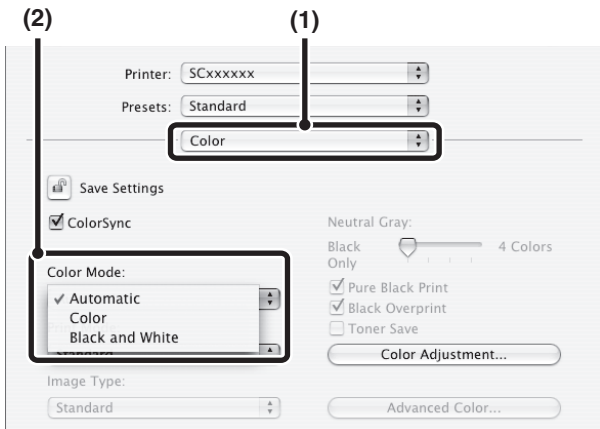 (2) (1)
Printer: SCxxxxxx
Presets: Standard
Color
Save Settings
ColorSync
Neutral Gray:
Black Only 4 Colors
Color Mode:
Automatic
Color
Black and White
Standard
Pure Black Print
Black Overprint
Toner Save
Color Adjustment...
Image Type:
Standard
Advanced Color...